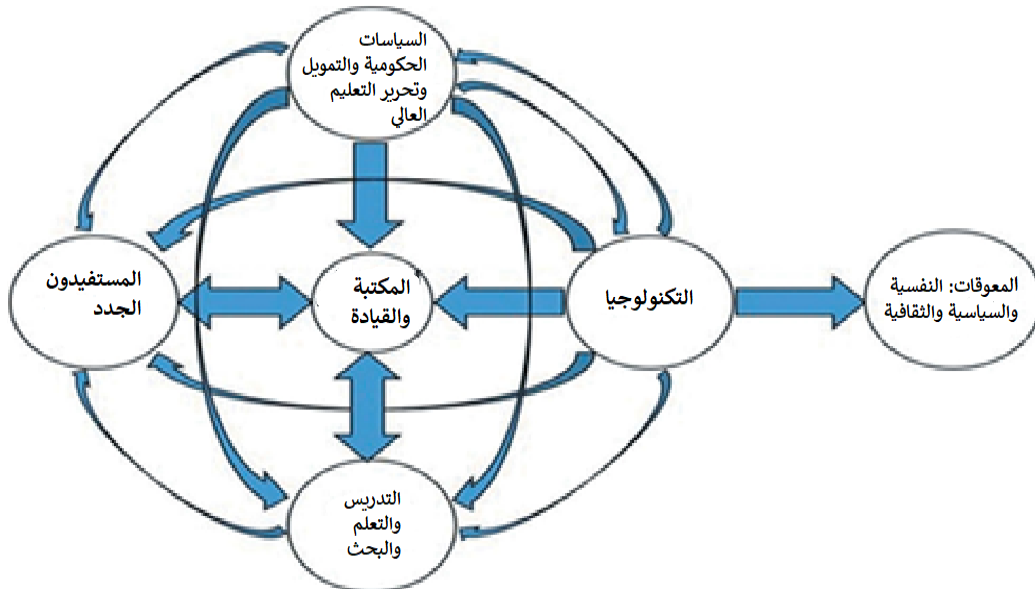 السياسات
الحكومية والتمويل
وتحرير التعليم
العالي
المستفيدون
الجدد
المكتبة
والقيادة
التكنولوجيا
المعوقات: النفسية
والسياسية والثقافية
التدريس
والتعلم
والبحث